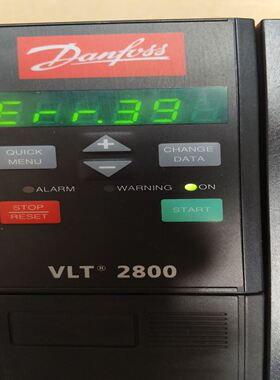 Danfoss
Err.39
QUICK
MENU
+
−
CHANGE
DATA
ALARM
WARNING
ON
STOP
RESET
START
VLT® 2800